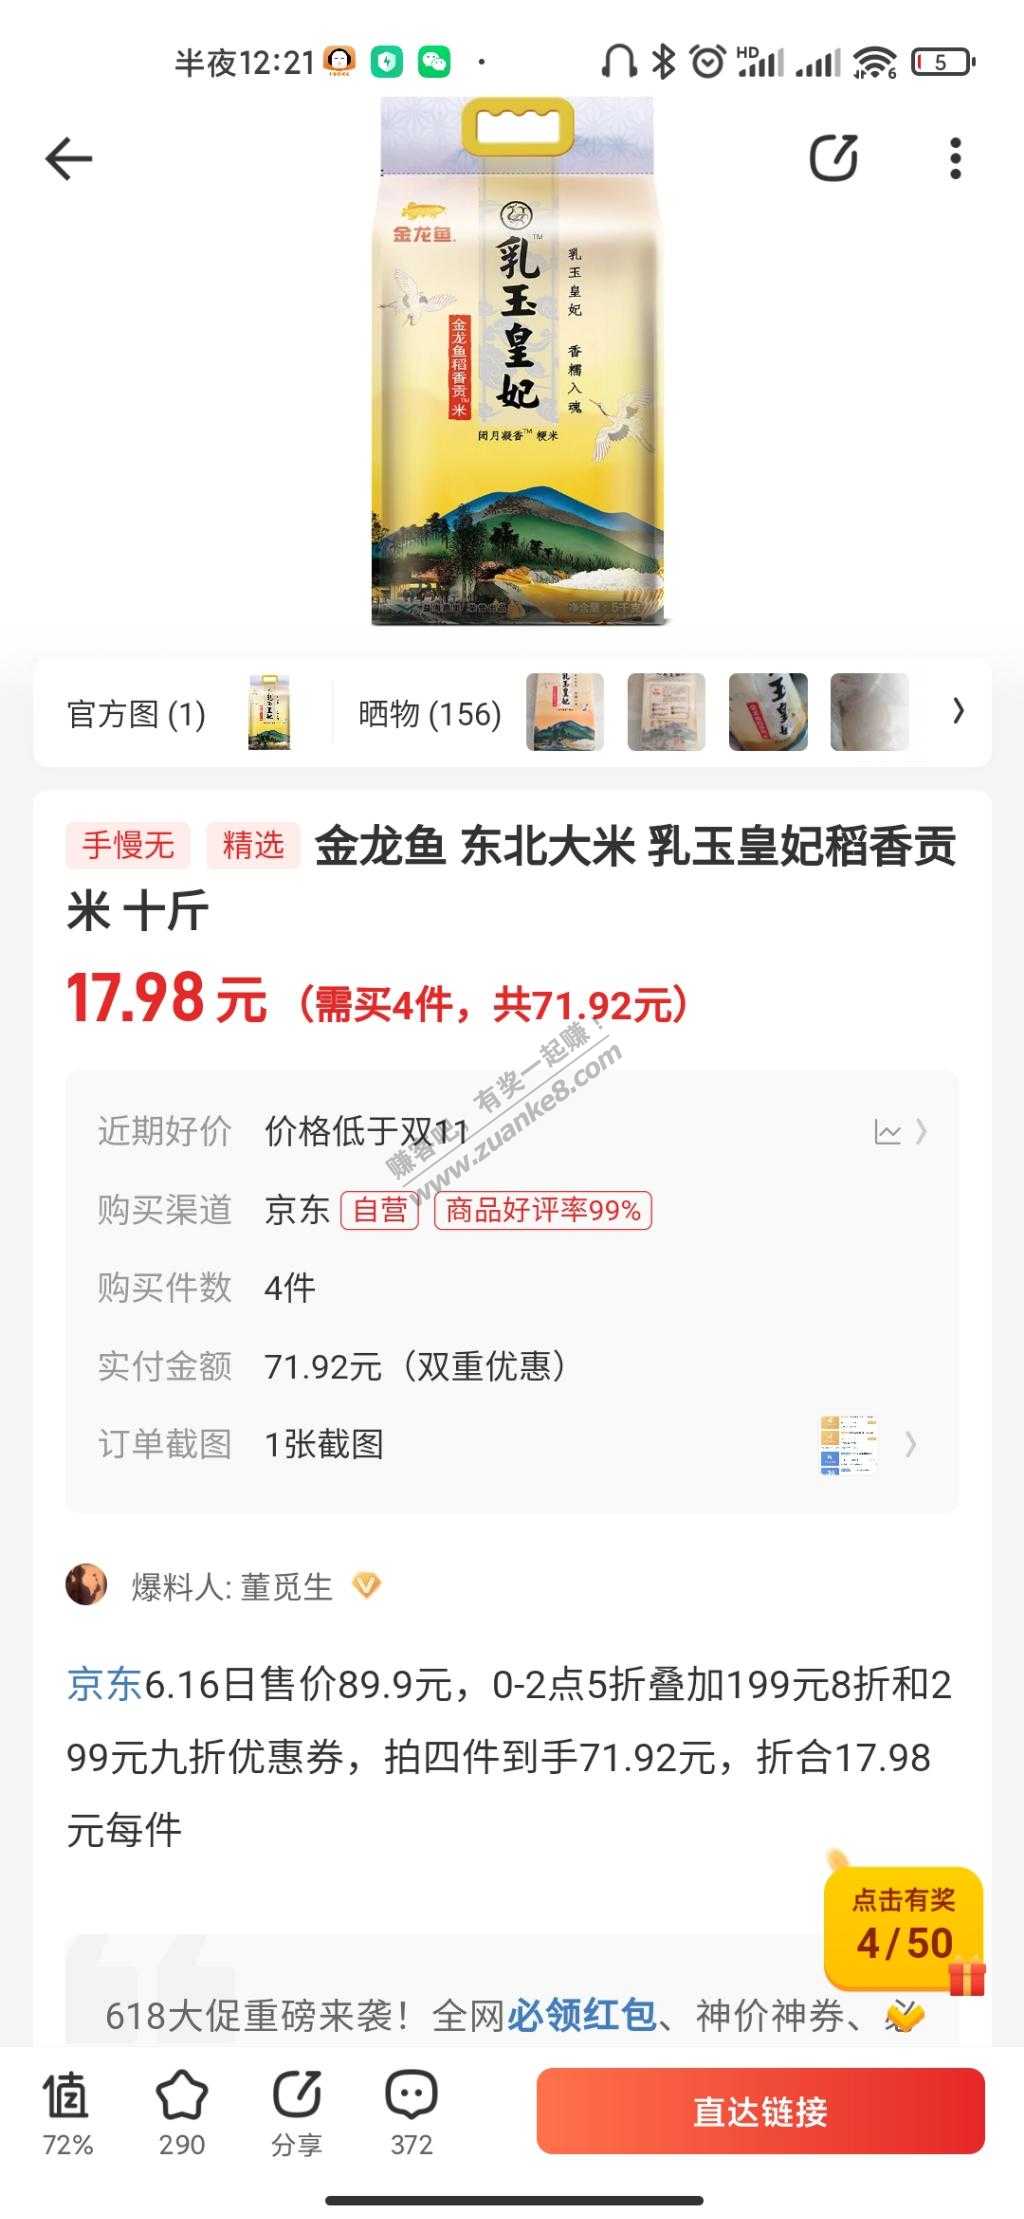 半夜12:21
HD
6
5
金龙鱼
乳玉皇妃
TM
乳玉皇妃 香糯入魂
金龙鱼稻香贡米
闭月凝香™ 粳米
净含量:5千克
官方图 (1)
晒物 (156)
手慢无 精选 金龙鱼 东北大米 乳玉皇妃稻香贡
米 十斤
17.98元（需买4件，共71.92元）
近期好价 价格低于双11
购买渠道 京东 自营 商品好评率99%
购买件数 4件
实付金额 71.92元（双重优惠）
订单截图 1张截图
赚客吧，有奖一起赚！
www.zuanke8.com
爆料人: 董觅生
京东6.16日售价89.9元，0-2点5折叠加199元8折和2
99元九折优惠券，拍四件到手71.92元，折合17.98
元每件
点击有奖
4/50
618大促重磅来袭！全网必领红包、神价神券、必
值
72%
290
分享
372
直达链接